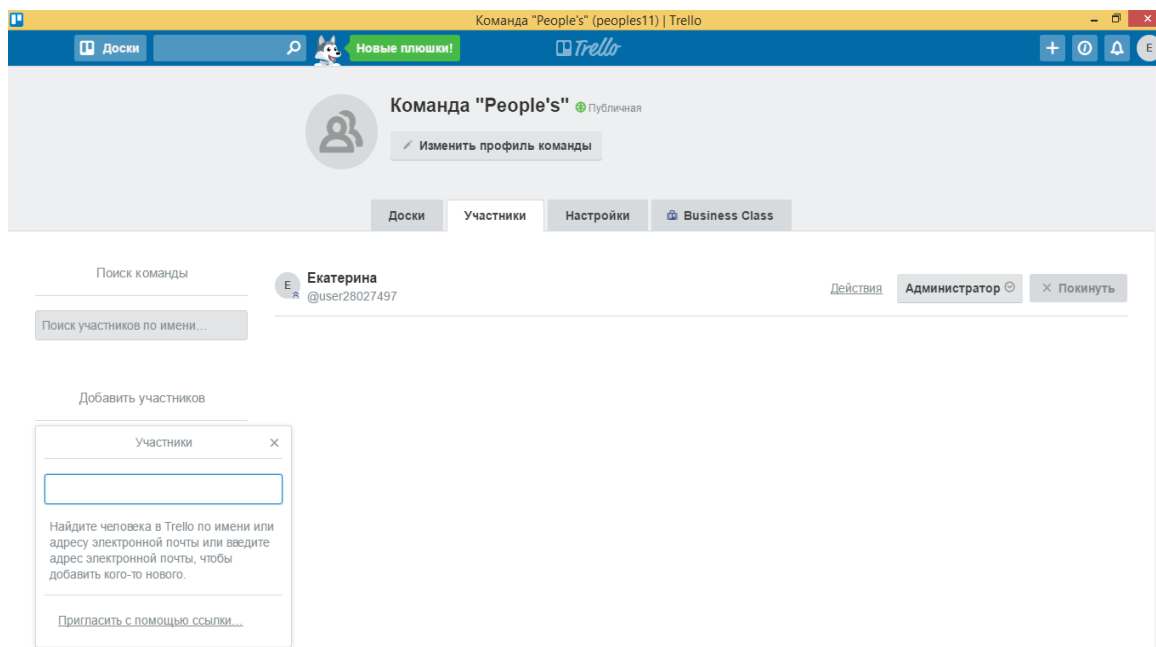 Команда "People's" (peoples11) | Trello
Доски
Новые плюшки!
Trello
E
Команда "People's" Публичная
Изменить профиль команды
Доски Участники Настройки Business Class
Поиск команды
Поиск участников по имени...
E Екатерина
@user28027497
Действия Администратор Покинуть
Добавить участников
Участники
Найдите человека в Trello по имени или
адресу электронной почты или введите
адрес электронной почты, чтобы
добавить кого-то нового.
Пригласить с помощью ссылки...